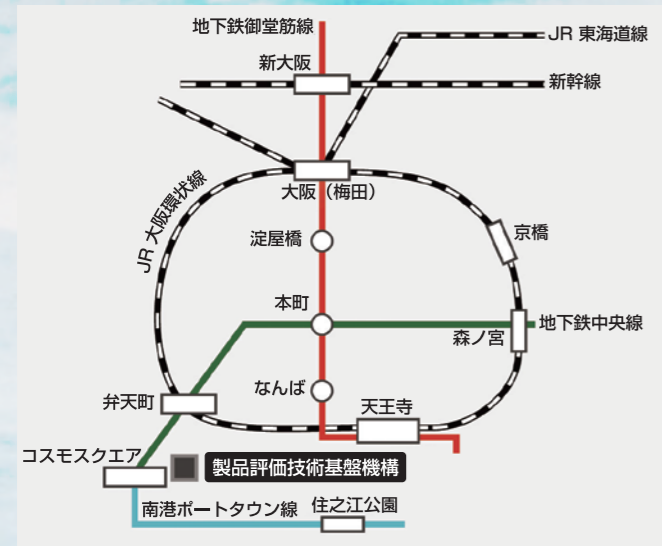 地下鉄御堂筋線
JR 東海道線
新大阪
新幹線
大阪（梅田）
JR 大阪環状線
京橋
淀屋橋
本町
地下鉄中央線
森ノ宮
なんば
弁天町
天王寺
コスモスクエア
製品評価技術基盤機構
南港ポートタウン線
住之江公園